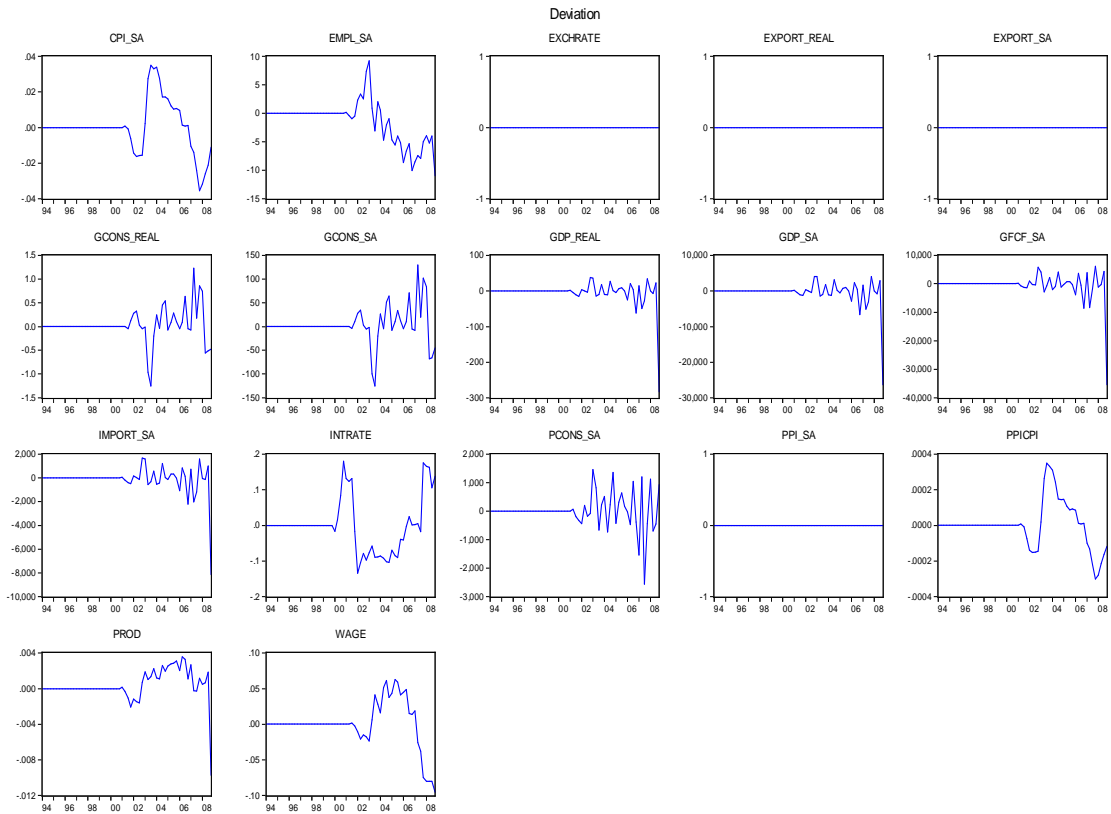 Deviation
CPI_SA EMPL_SA EXCHRATE EXPORT_REAL EXPORT_SA
.04 10 1 1 1
.02 5
.00 0 0 0 0
-.02 -5
-10
-.04 -15 -1 -1 -1
94 96 98 00 02 04 06 08 94 96 98 00 02 04 06 08 94 96 98 00 02 04 06 08 94 96 98 00 02 04 06 08 94 96 98 00 02 04 06 08
GCONS_REAL GCONS_SA GDP_REAL GDP_SA GFCF_SA
1.5 150 100 10,000 10,000
1.0 100
0.5 50 0 0 0
0.0 0 -100 -10,000 -10,000
-0.5 -50 -20,000
-1.0 -100 -200 -20,000 -30,000
-1.5 -150 -300 -30,000 -40,000
94 96 98 00 02 04 06 08 94 96 98 00 02 04 06 08 94 96 98 00 02 04 06 08 94 96 98 00 02 04 06 08 94 96 98 00 02 04 06 08
IMPORT_SA INTRATE PCONS_SA PPI_SA PPICPI
2,000 .2 2,000 1 .0004
0 .1 1,000 .0002
-2,000 0
-4,000 .0 0 .0000
-6,000 -.1 -1,000 -.0002
-8,000 -2,000
-10,000 -.2 -3,000 -1 -.0004
94 96 98 00 02 04 06 08 94 96 98 00 02 04 06 08 94 96 98 00 02 04 06 08 94 96 98 00 02 04 06 08 94 96 98 00 02 04 06 08
PROD WAGE
.004 .10
.000 .05
-.004 .00
-.008 -.05
-.012 -.10
94 96 98 00 02 04 06 08 94 96 98 00 02 04 06 08